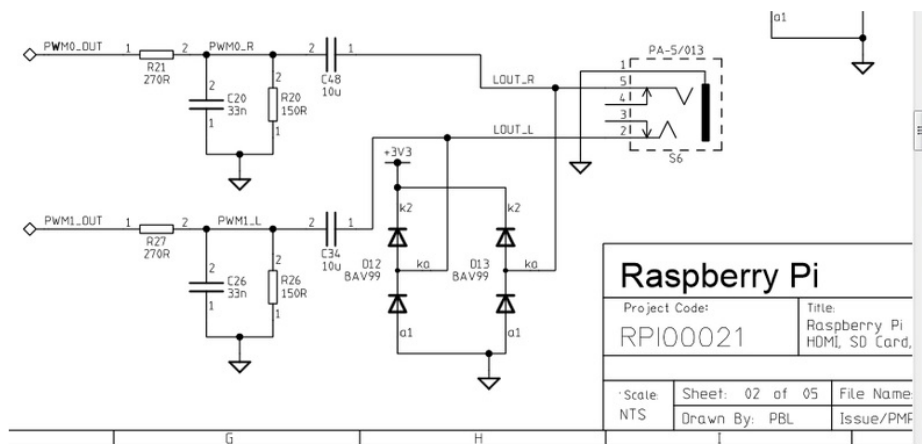 a1
PWM0_OUT 1 2 PWM0_R 2 1
R21
270R
C48
10u
C20
33n
R20
150R
2 1
2 1
LOUT_R
LOUT_L
PA-5/013
1
5
4
3
2
S6
+3V3
PWM1_OUT 1 2 PWM1_L 2 1
R27
270R
C34
10u
C26
33n
R26
150R
2 1
2 1
k2 k2
D12
BAV99
ka
D13
BAV99
ka
a1 a1
Raspberry Pi
Project Code:
RPI00021
Title:
Raspberry Pi
HDMI, SD Card,
Scale:
NTS
Sheet: 02 of 05
File Name:
Drawn By: PBL
Issue/PMP
G H I